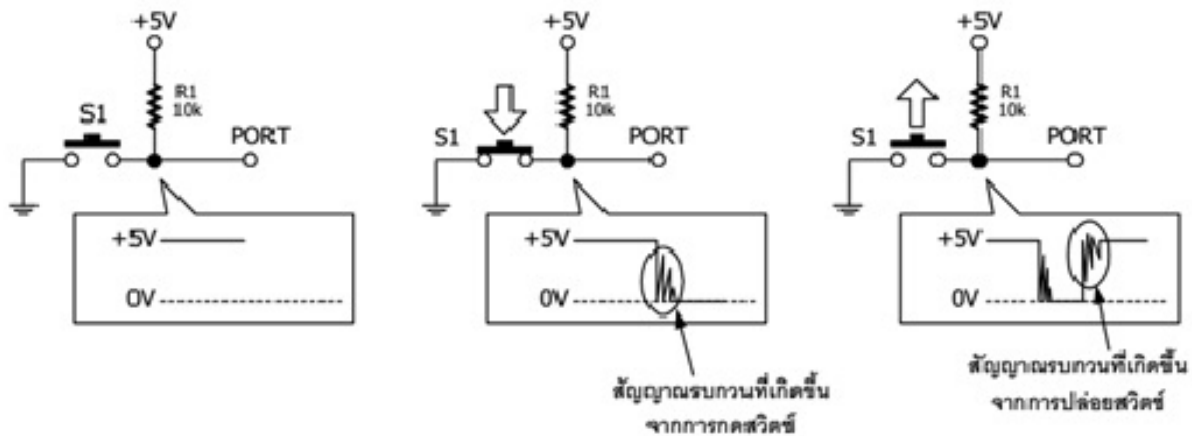 +5V
R1
10k
S1
PORT
+5V
0V
+5V
R1
10k
S1
PORT
+5V
0V
สัญญาณรบกวนที่เกิดขึ้น
จากการกดสวิตช์
+5V
R1
10k
S1
PORT
+5V
0V
สัญญาณรบกวนที่เกิดขึ้น
จากการปล่อยสวิตช์